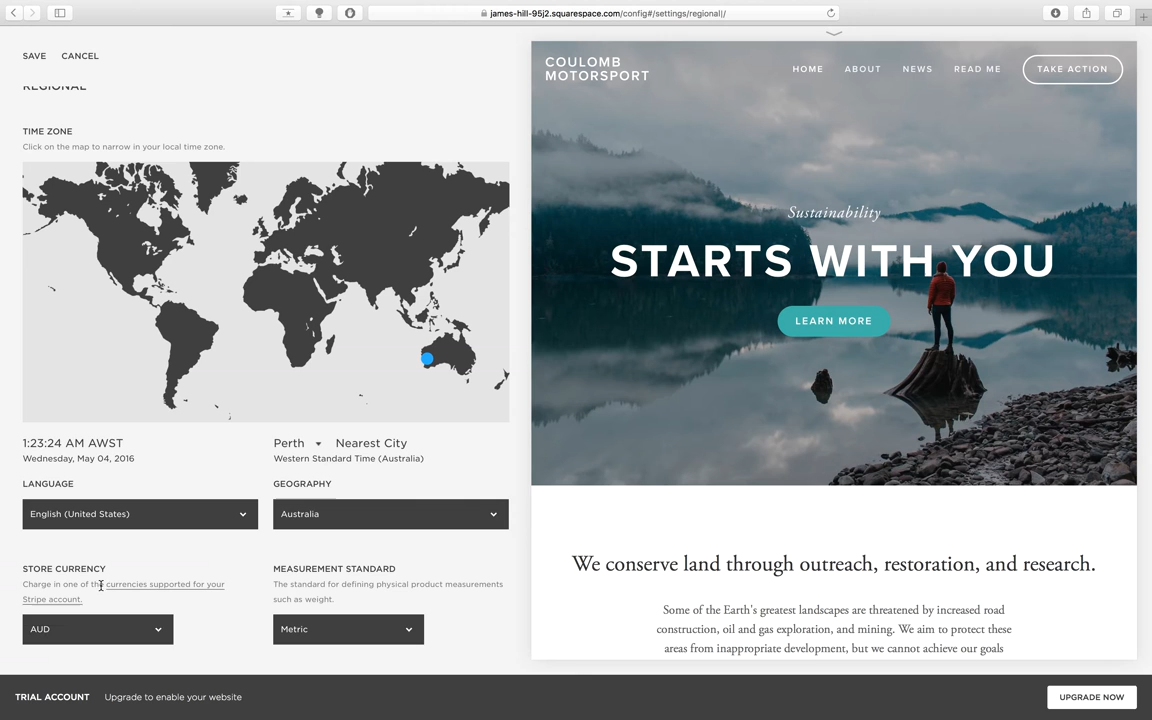 james-hill-95j2.squarespace.com/config#/settings/regional|/
SAVE CANCEL
REGIONAL
TIME ZONE
Click on the map to narrow in your local time zone.
1:23:24 AM AWST
Wednesday, May 04, 2016
Perth Nearest City
Western Standard Time (Australia)
LANGUAGE
English (United States)
GEOGRAPHY
Australia
STORE CURRENCY
Charge in one of the currencies supported for your
Stripe account.
AUD
MEASUREMENT STANDARD
The standard for defining physical product measurements
such as weight.
Metric
COULOMB
MOTORSPORT
HOME ABOUT NEWS READ ME TAKE ACTION
Sustainability
STARTS WITH YOU
LEARN MORE
We conserve land through outreach, restoration, and research.
Some of the Earth's greatest landscapes are threatened by increased road
construction, oil and gas exploration, and mining. We aim to protect these
areas from inappropriate development, but we cannot achieve our goals
TRIAL ACCOUNT Upgrade to enable your website
UPGRADE NOW